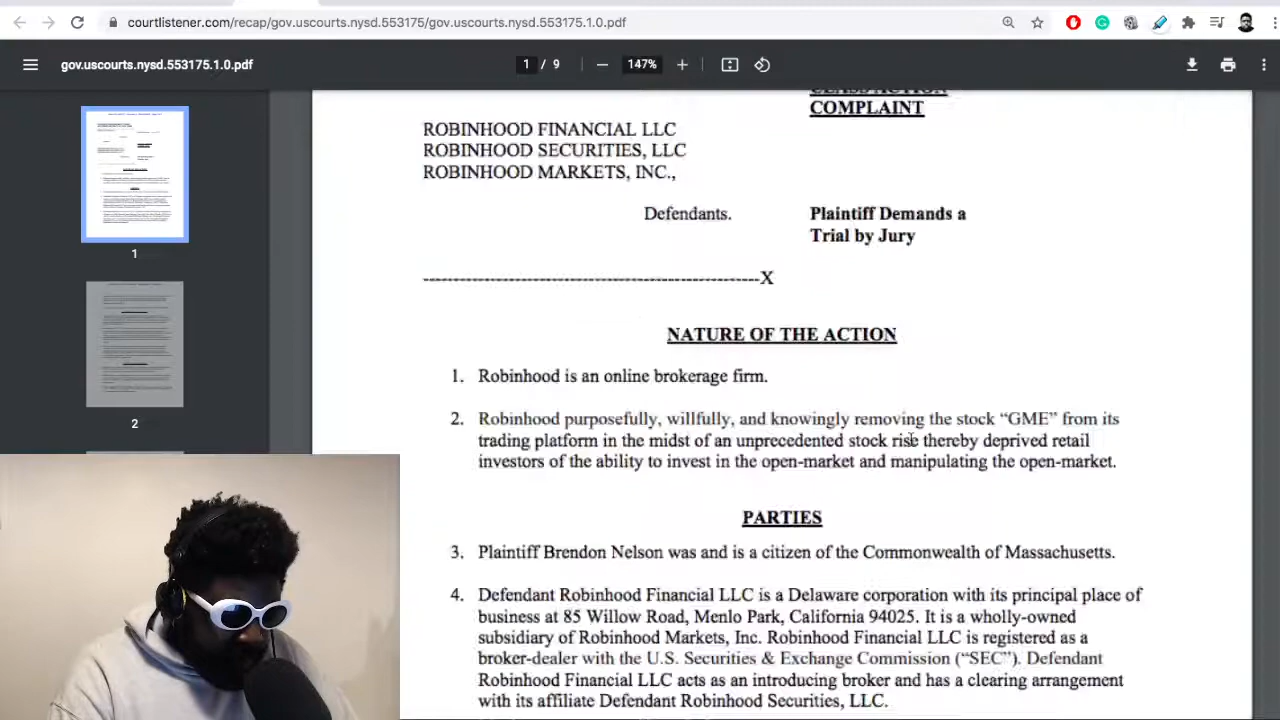 courtlistener.com/recap/gov.uscourts.nysd.553175/gov.uscourts.nysd.553175.1.0.pdf
gov.uscourts.nysd.553175.1.0.pdf
1 / 9
147%
1
2
CLASS ACTION
COMPLAINT
ROBINHOOD FINANCIAL LLC
ROBINHOOD SECURITIES, LLC
ROBINHOOD MARKETS, INC.,
Defendants.
Plaintiff Demands a
Trial by Jury
---------------------------------------------------------------X
NATURE OF THE ACTION
1. Robinhood is an online brokerage firm.
2. Robinhood purposefully, willfully, and knowingly removing the stock “GME” from its
trading platform in the midst of an unprecedented stock rise thereby deprived retail
investors of the ability to invest in the open-market and manipulating the open-market.
PARTIES
3. Plaintiff Brendon Nelson was and is a citizen of the Commonwealth of Massachusetts.
4. Defendant Robinhood Financial LLC is a Delaware corporation with its principal place of
business at 85 Willow Road, Menlo Park, California 94025. It is a wholly-owned
subsidiary of Robinhood Markets, Inc. Robinhood Financial LLC is registered as a
broker-dealer with the U.S. Securities & Exchange Commission (“SEC”). Defendant
Robinhood Financial LLC acts as an introducing broker and has a clearing arrangement
with its affiliate Defendant Robinhood Securities, LLC.